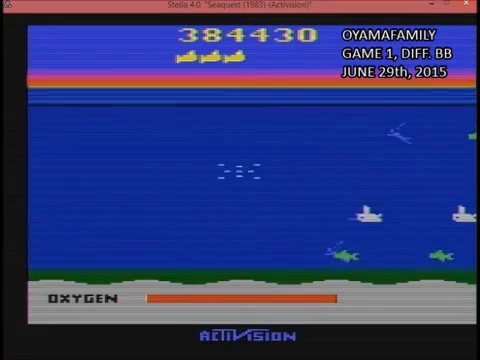 Stella 4.0: "Seaquest (1983) (Activision)"
384430
OYAMAFAMILY
GAME 1, DIFF. BB
JUNE 29th, 2015
OXYGEN
ACTIVISION